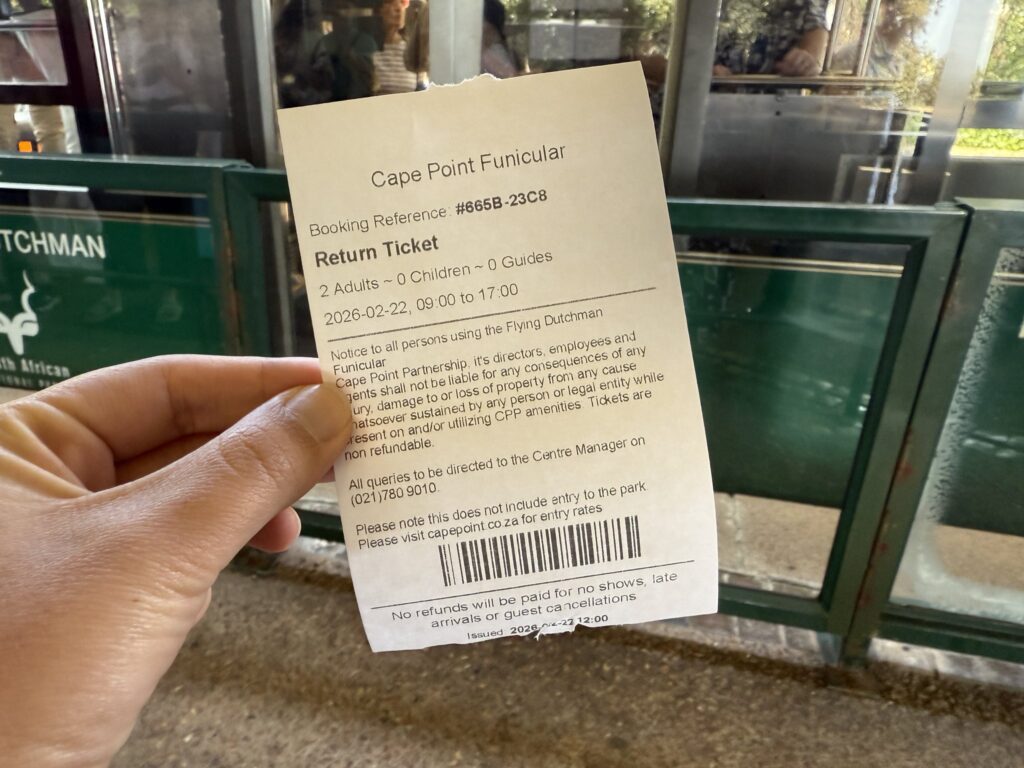 Cape Point Funicular
Booking Reference: #665B-23C8
Return Ticket
2 Adults ~ 0 Children ~ 0 Guides
2026-02-22, 09:00 to 17:00
Notice to all persons using the Flying Dutchman
Funicular
Cape Point Partnership, it's directors, employees and
gents shall not be liable for any consequences of any
ury, damage to or loss of property from any cause
hatsoever sustained by any person or legal entity while
resent on and/or utilizing CPP amenities. Tickets are
non refundable.
All queries to be directed to the Centre Manager on
(021)780 9010.
Please note this does not include entry to the park
Please visit capepoint.co.za for entry rates
No refunds will be paid for no shows, late
arrivals or guest cancellations
Issued: 12:00
TCHMAN
th African